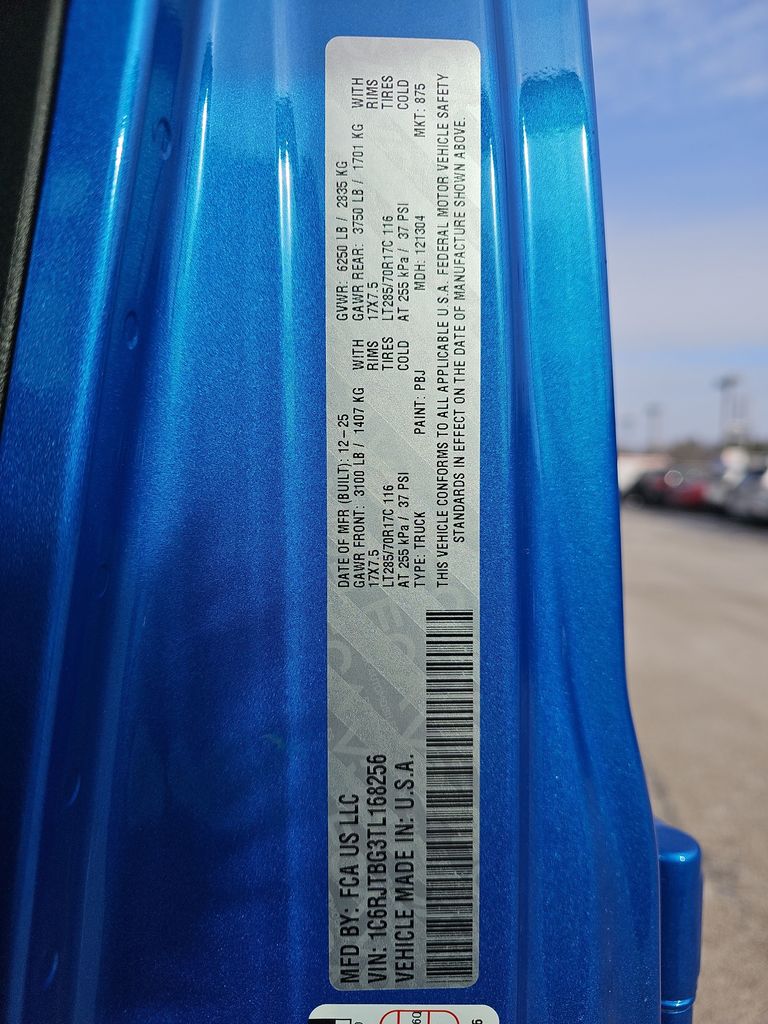 MFD BY: FCA US LLC
VIN: 1C6RJTBG3TL168256
VEHICLE MADE IN: U.S.A.
DATE OF MFR (BUILT): 12-25 GVWR: 6250 LB / 2835 KG
GAWR FRONT: 3100 LB / 1407 KG WITH GAWR REAR: 3750 LB / 1701 KG WITH
17X7.5 RIMS 17X7.5 RIMS
LT285/70R17C 116 TIRES LT285/70R17C 116 TIRES
AT 255 kPa / 37 PSI COLD AT 255 kPa / 37 PSI COLD
TYPE: TRUCK PAINT: PBJ MDH: 121304 MKT: 875
THIS VEHICLE CONFORMS TO ALL APPLICABLE U.S.A. FEDERAL MOTOR VEHICLE SAFETY
STANDARDS IN EFFECT ON THE DATE OF MANUFACTURE SHOWN ABOVE.